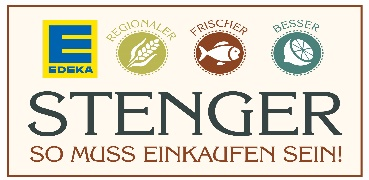 REGIONALER FRISCHER BESSER
E
EDEKA
STENGER
SO MUSS EINKAUFEN SEIN!